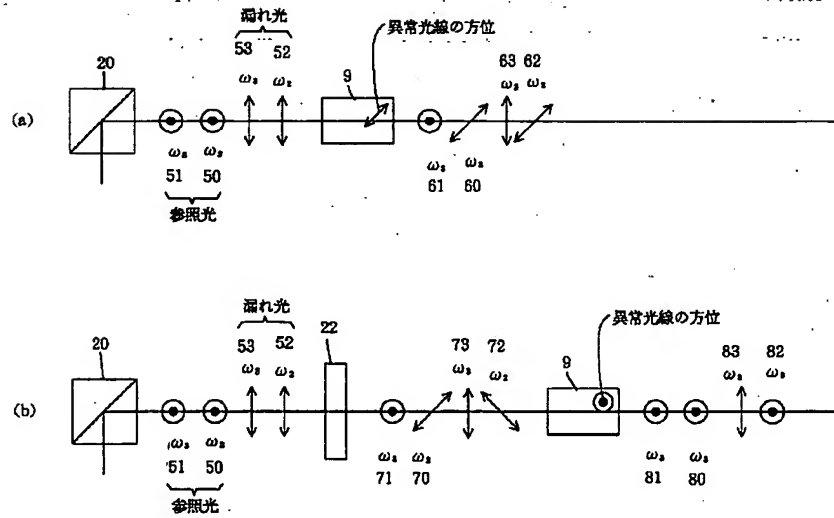 漏れ光
異常光線の方位
53 52
20
ω₃ ω₂
9
63 62
ω₃ ω₂
(a)
ω₃ ω₂
51 50
ω₃ ω₂
61 60
参照光
漏れ光
異常光線の方位
53 52
22
20
ω₃ ω₂
73 72
ω₃ ω₂
9
83 82
ω₃ ω₂
(b)
ω₃ ω₂
51 50
ω₃ ω₂
71 70
ω₃ ω₂
81 80
参照光